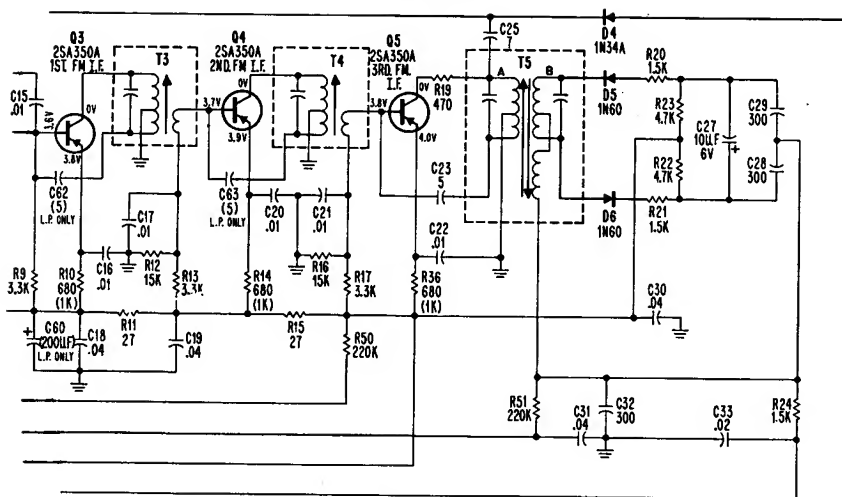 Q3
2SA350A
1ST. FM I.F.
Q4
2SA350A
2ND. FM I.F.
Q5
2SA350A
3RD. FM.
I.F.
C25
7
D4
1N34A
T3
T4
T5
A
B
0V
0V
0V
C15
.01
3.6V
3.8V
3.7V
3.9V
3.8V
4.0V
R19
470
D5
1N60
R20
1.5K
R23
4.7K
C27
10UF
6V
+
C29
300
R22
4.7K
C28
300
D6
1N60
R21
1.5K
C62
(5)
L.P. ONLY
C63
(5)
L.P. ONLY
C23
5
C17
.01
C20
.01
C21
.01
C22
.01
R9
3.3K
R10
680
(1K)
C16
.01
R12
15K
R13
3.3K
R14
680
(1K)
R16
15K
R17
3.3K
R36
680
(1K)
C30
.04
+
C60
(200UF)
L.P. ONLY
C18
.04
R11
27
C19
.04
R15
27
R50
220K
R51
220K
C31
.04
C32
300
C33
.02
R24
1.5K